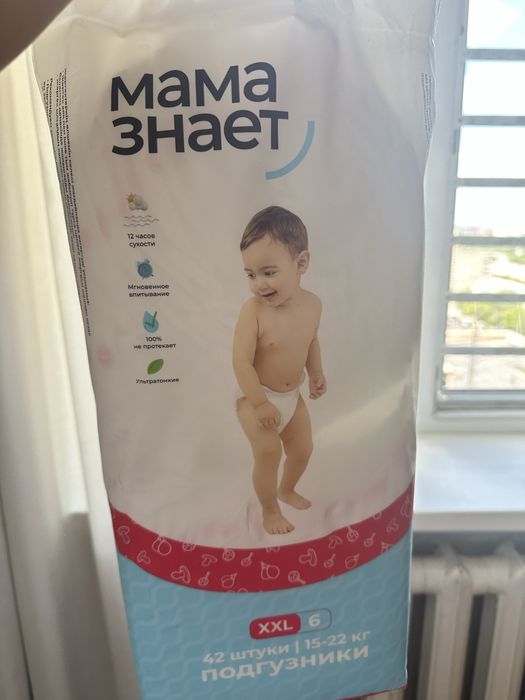 мама
знает
12 часов
сухости
Мгновенное
впитывание
100%
не протекает
Ультратонкие
XXL 6
42 штуки | 15-22 кг
подгузники